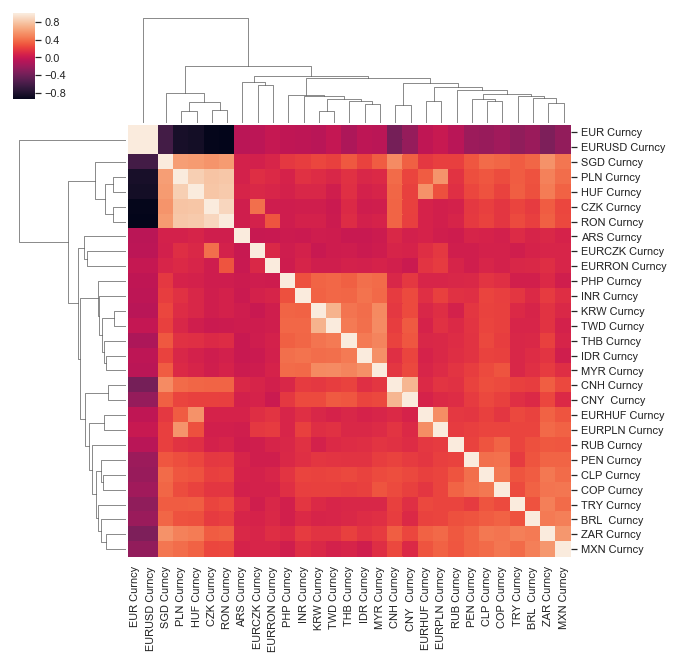 0.8
0.4
0.0
−0.4
−0.8
EUR Curncy
EURUSD Curncy
SGD Curncy
PLN Curncy
HUF Curncy
CZK Curncy
RON Curncy
ARS Curncy
EURCZK Curncy
EURRON Curncy
PHP Curncy
INR Curncy
KRW Curncy
TWD Curncy
THB Curncy
IDR Curncy
MYR Curncy
CNH Curncy
CNY  Curncy
EURHUF Curncy
EURPLN Curncy
RUB Curncy
PEN Curncy
CLP Curncy
COP Curncy
TRY Curncy
BRL  Curncy
ZAR Curncy
MXN Curncy
EUR Curncy
EURUSD Curncy
SGD Curncy
PLN Curncy
HUF Curncy
CZK Curncy
RON Curncy
ARS Curncy
EURCZK Curncy
EURRON Curncy
PHP Curncy
INR Curncy
KRW Curncy
TWD Curncy
THB Curncy
IDR Curncy
MYR Curncy
CNH Curncy
CNY  Curncy
EURHUF Curncy
EURPLN Curncy
RUB Curncy
PEN Curncy
CLP Curncy
COP Curncy
TRY Curncy
BRL  Curncy
ZAR Curncy
MXN Curncy